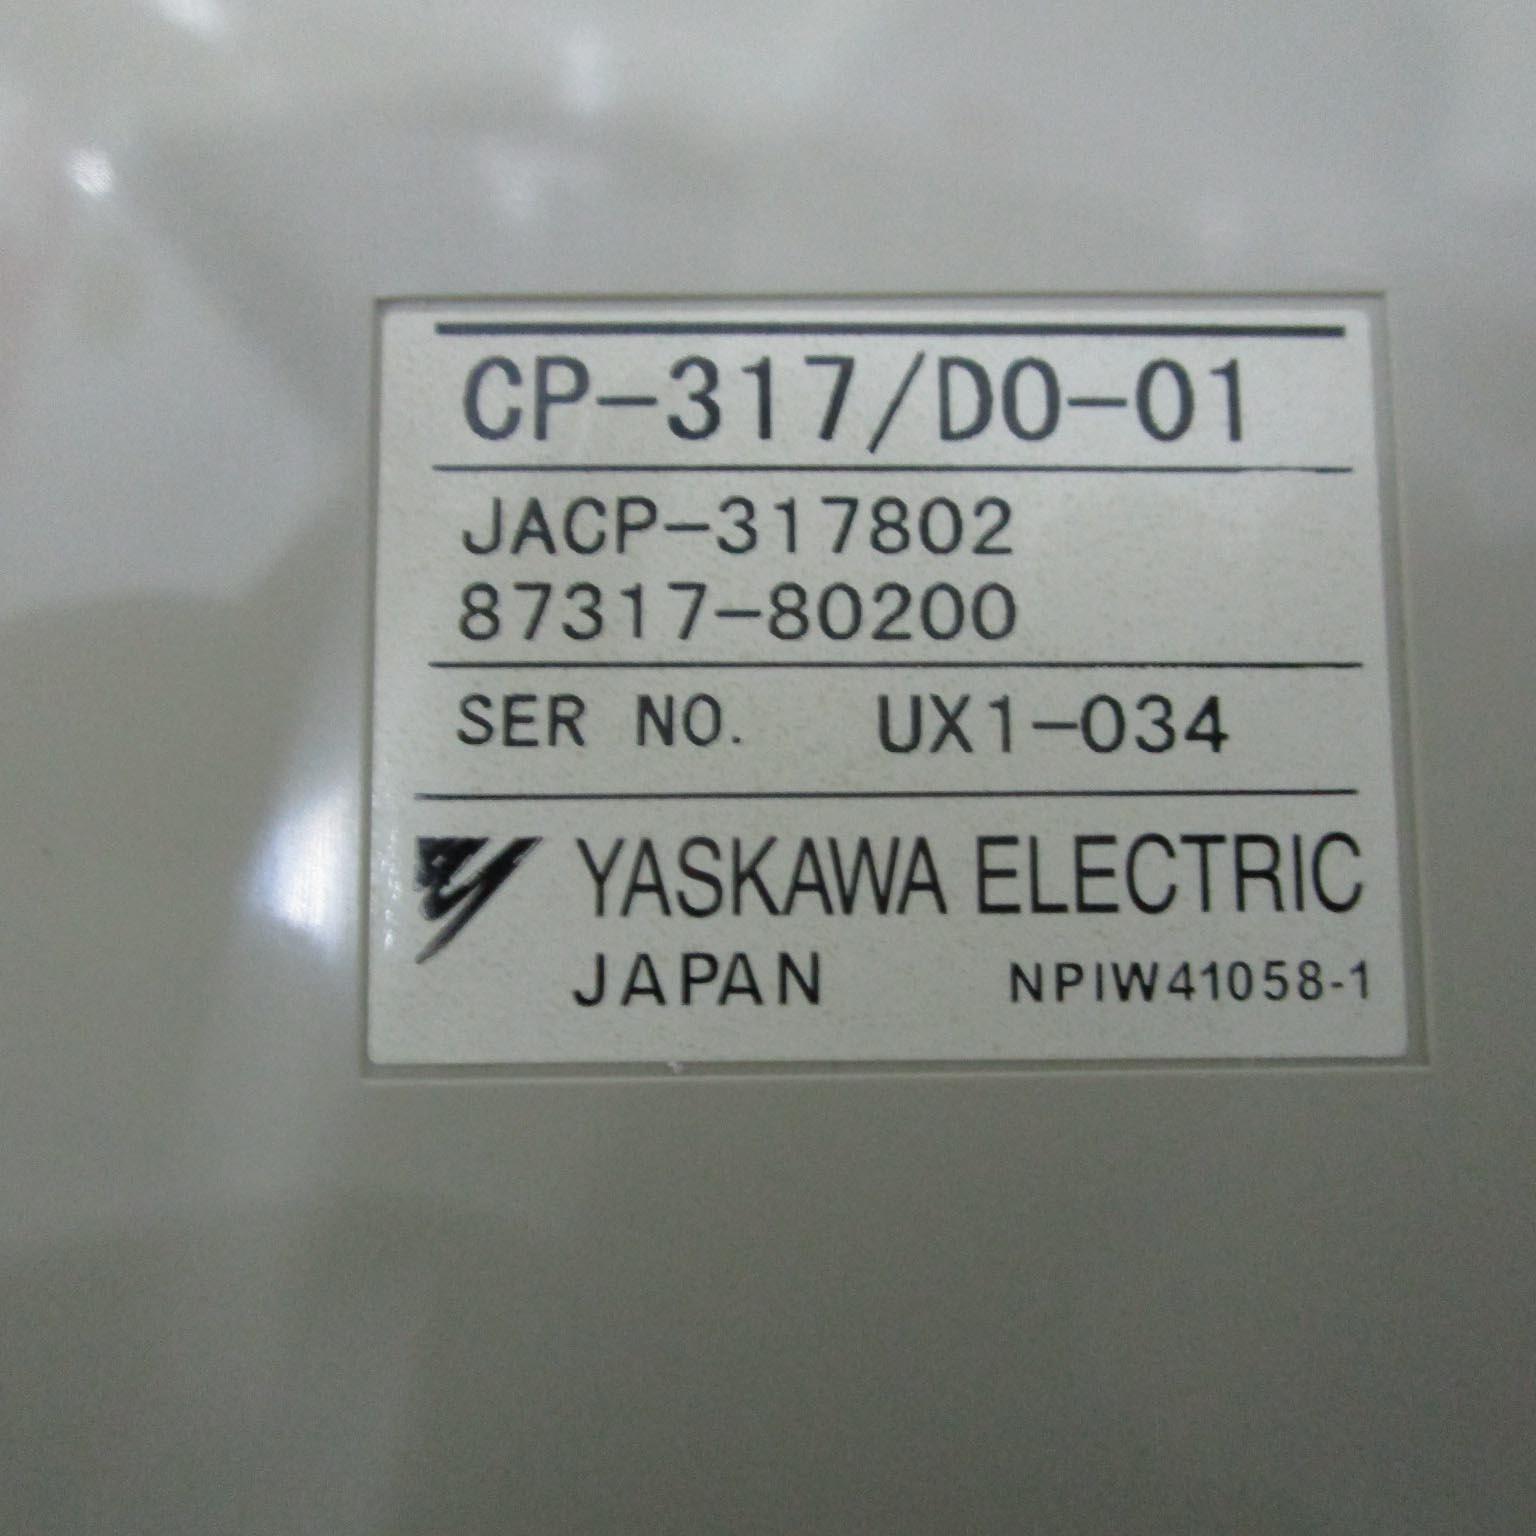 CP-317/DO-01
JACP-317802
87317-80200
SER NO. UX1-034
YASKAWA ELECTRIC
JAPAN NPIW41058-1